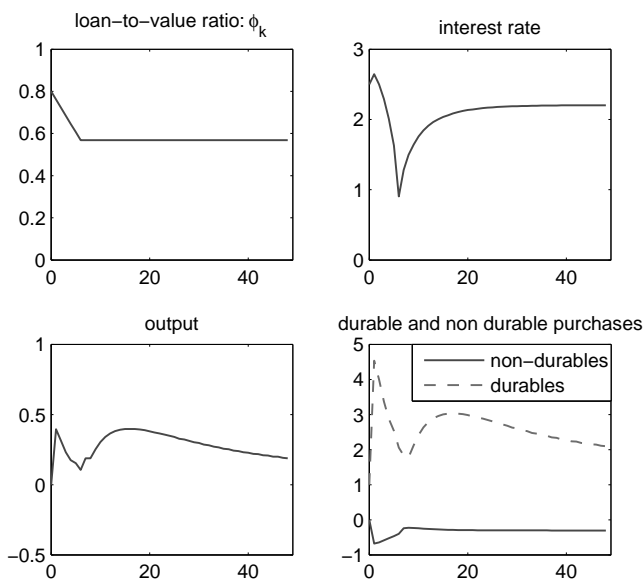 loan−to−value ratio: ϕk
1
0.8
0.6
0.4
0.2
0
0 20 40
interest rate
3
2
1
0
0 20 40
output
1
0.5
0
−0.5
0 20 40
durable and non durable purchases
5
4
3
2
1
0
−1
0 20 40
non−durables
durables